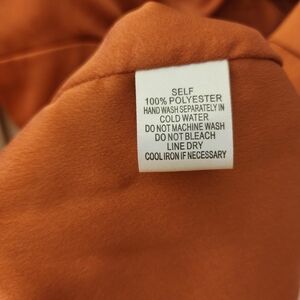 SELF
100% POLYESTER
HAND WASH SEPARATELY IN
COLD WATER
DO NOT MACHINE WASH
DO NOT BLEACH
LINE DRY
COOL IRON IF NECESSARY